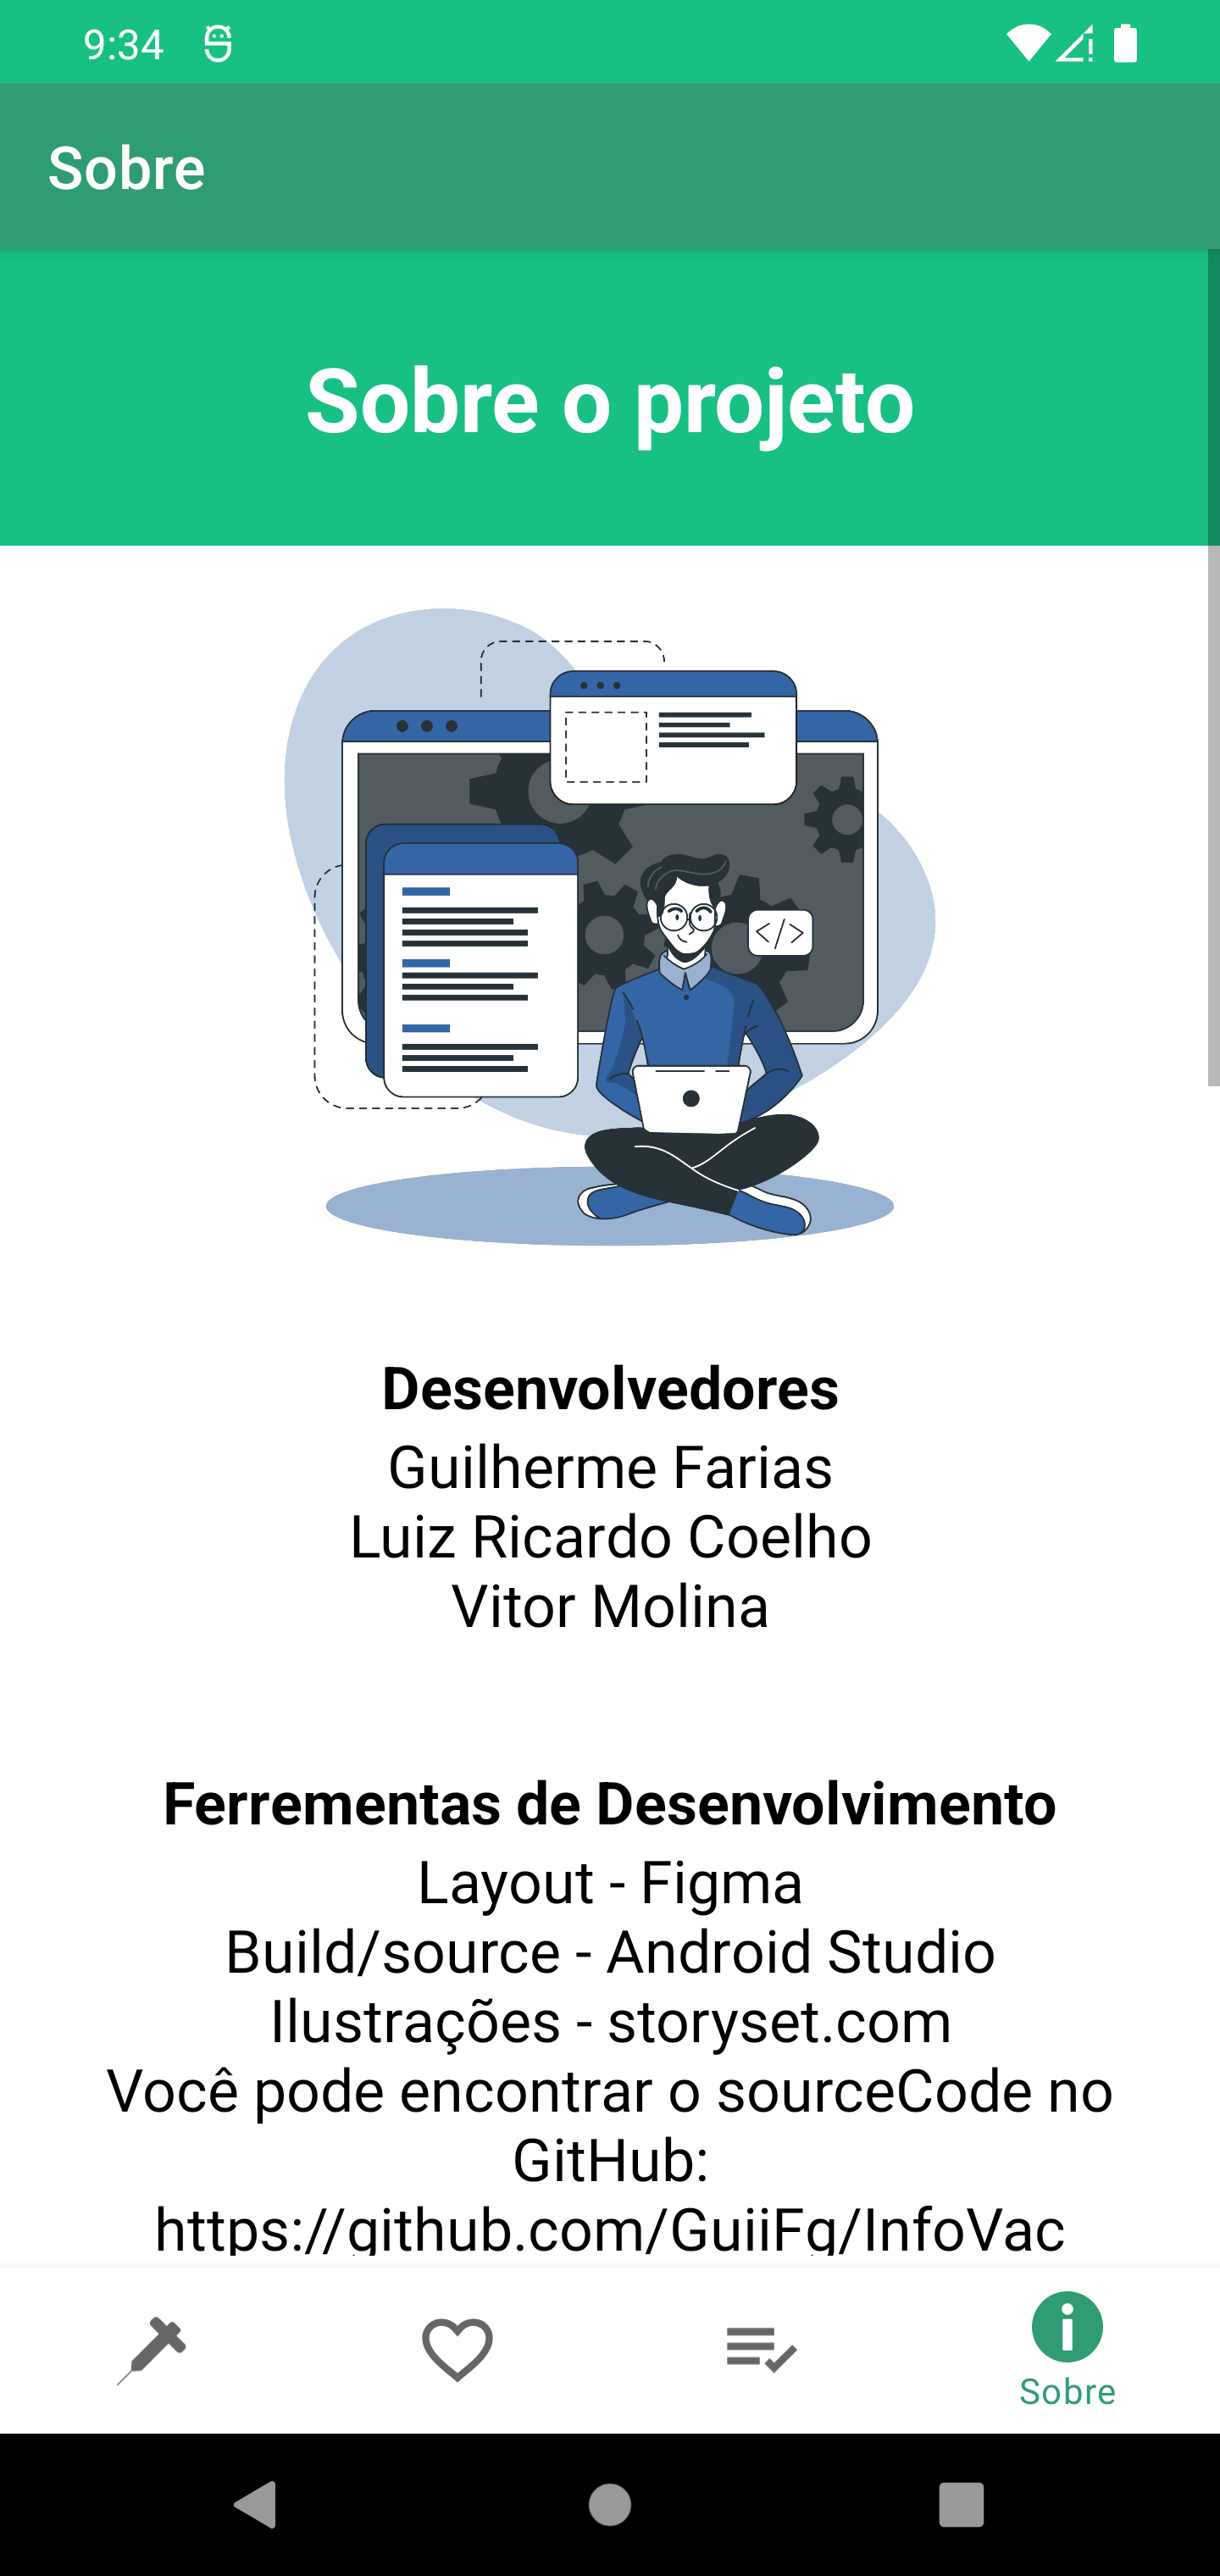 9:34
Sobre
Sobre o projeto
</>
Desenvolvedores
Guilherme Farias
Luiz Ricardo Coelho
Vitor Molina
Ferrementas de Desenvolvimento
Layout - Figma
Build/source - Android Studio
Ilustrações - storyset.com
Você pode encontrar o sourceCode no
GitHub:
https://github.com/GuiiFg/InfoVac
Sobre